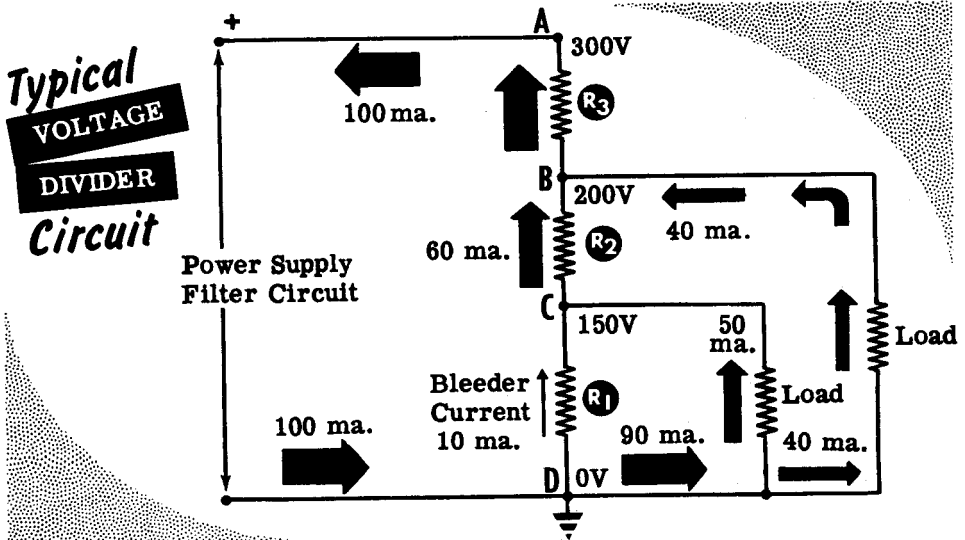 Typical
VOLTAGE
DIVIDER
Circuit
+
A
300V
100 ma.
R3
B
200V
40 ma.
60 ma.
R2
Power Supply
Filter Circuit
C
150V
50
ma.
Load
Bleeder
Current
10 ma.
R1
Load
100 ma.
90 ma.
40 ma.
D
0V